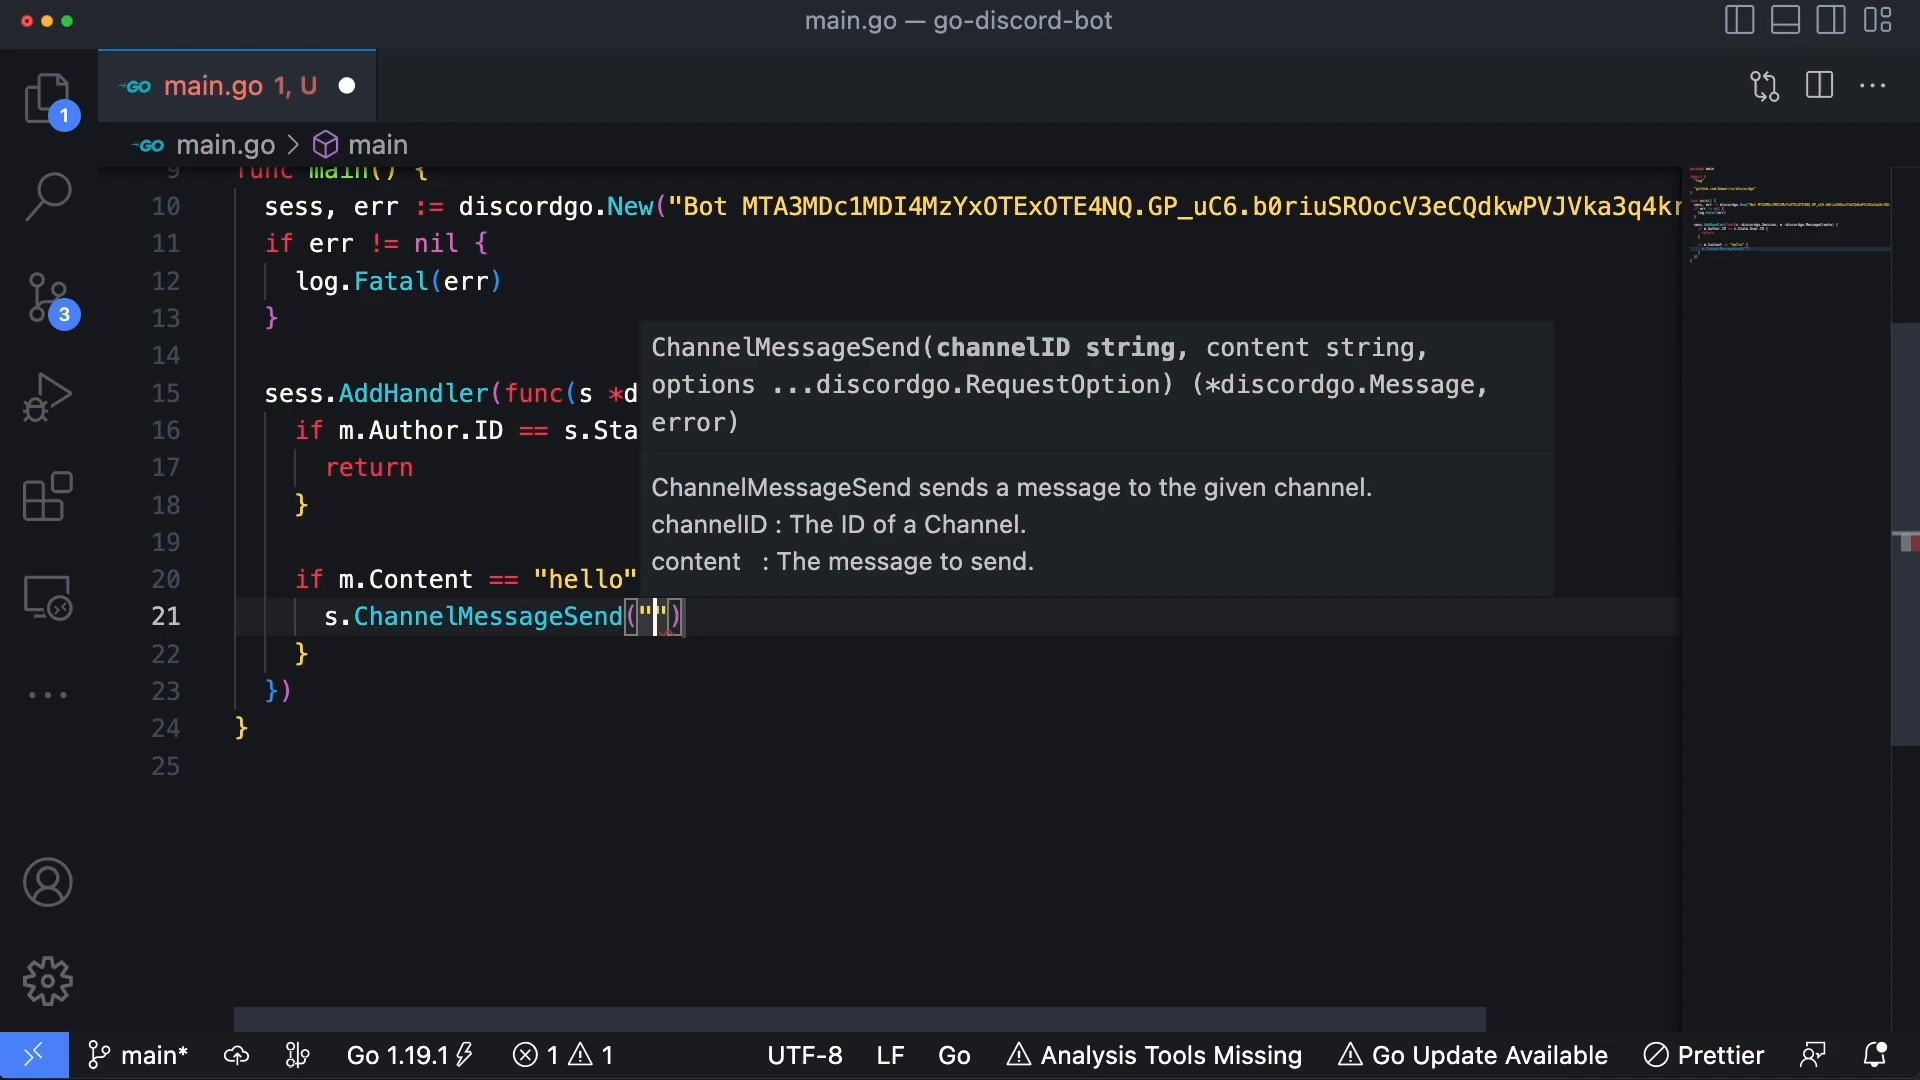 main.go — go-discord-bot
GO main.go 1, U
1
GO main.go > main
9 func main() {
10 sess, err := discordgo.New("Bot MTA3MDc1MDI4MzYxOTExOTE4NQ.GP_uC6.b0riuSROocV3eCQdkwPVJVka3q4kr
11 if err != nil {
12 log.Fatal(err)
13 }
3
14
15 sess.AddHandler(func(s *d
16 if m.Author.ID == s.Sta
17 return
18 }
19
20 if m.Content == "hello"
ChannelMessageSend(channelID string, content string,
options ...discordgo.RequestOption) (*discordgo.Message,
error)
ChannelMessageSend sends a message to the given channel.
channelID : The ID of a Channel.
content : The message to send.
21 s.ChannelMessageSend("")
22 }
23 })
24 }
25
main* Go 1.19.1 1 1 UTF-8 LF Go Analysis Tools Missing Go Update Available Prettier